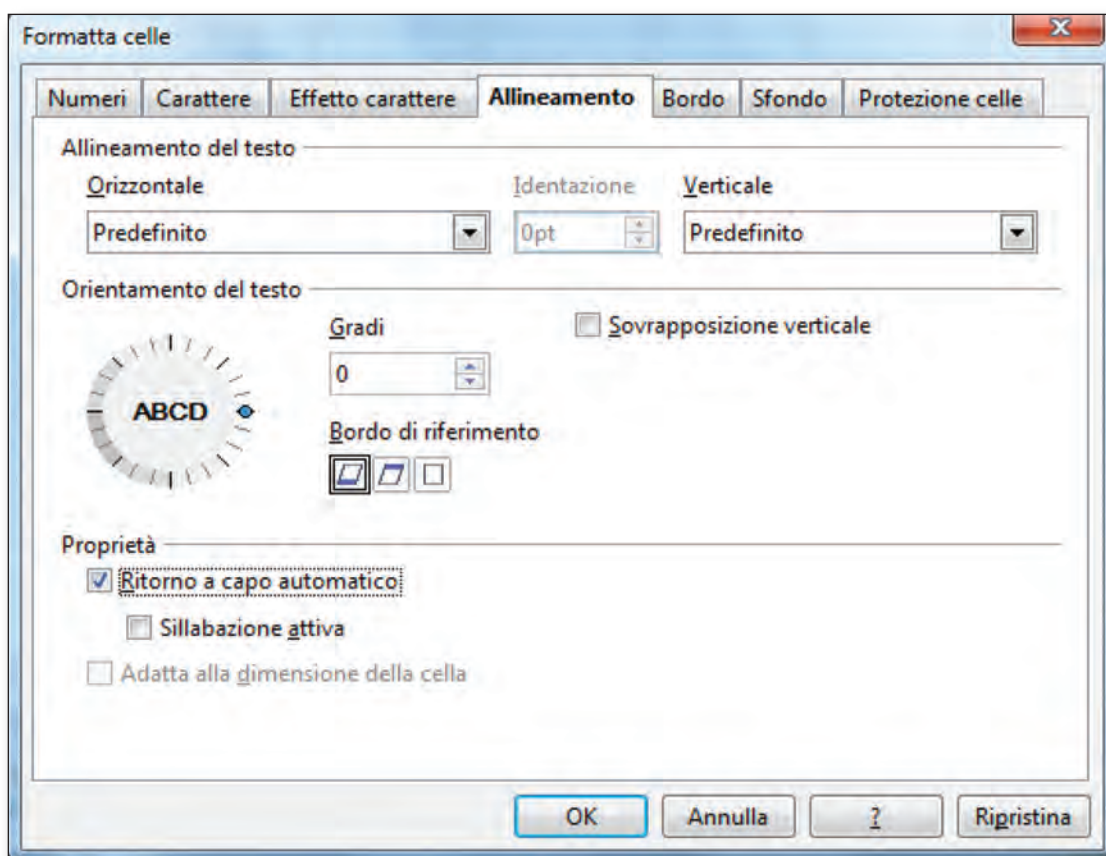 Formatta celle
Numeri Carattere Effetto carattere Allineamento Bordo Sfondo Protezione celle
Allineamento del testo
Orizzontale Identazione Verticale
Predefinito 0pt Predefinito
Orientamento del testo
Gradi Sovrapposizione verticale
0
ABCD
Bordo di riferimento
Proprietà
Ritorno a capo automatico
Sillabazione attiva
Adatta alla dimensione della cella
OK Annulla ? Ripristina